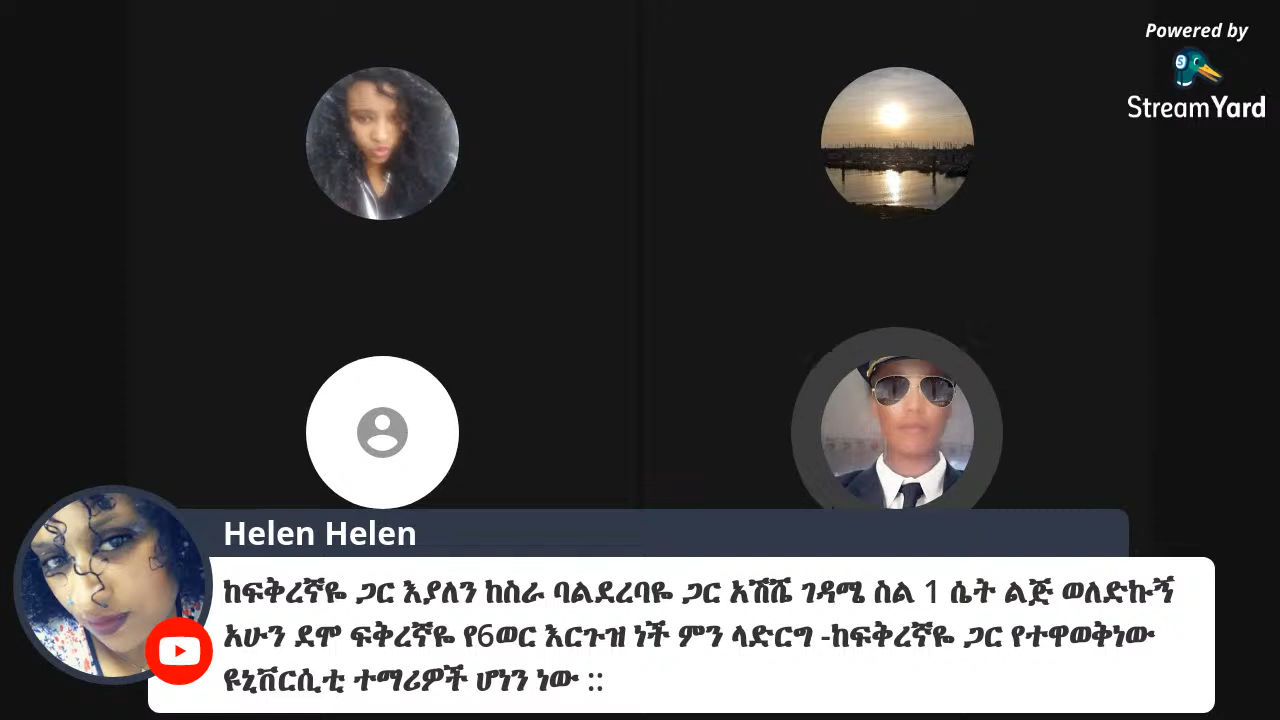 Powered by
StreamYard
Helen Helen
ከፍቅረኛዬ ጋር እያለን ከስራ ባልደረባዬ ጋር አሸሼ ገዳሜ ስል 1 ሴት ልጅ ወለድኩኝ
አሁን ደሞ ፍቅረኛዬ የ6ወር እርጉዝ ነች ምን ላድርግ -ከፍቅረኛዬ ጋር የተዋወቅነው
ዩኒቨርሲቲ ተማሪዎች ሆነን ነው ::